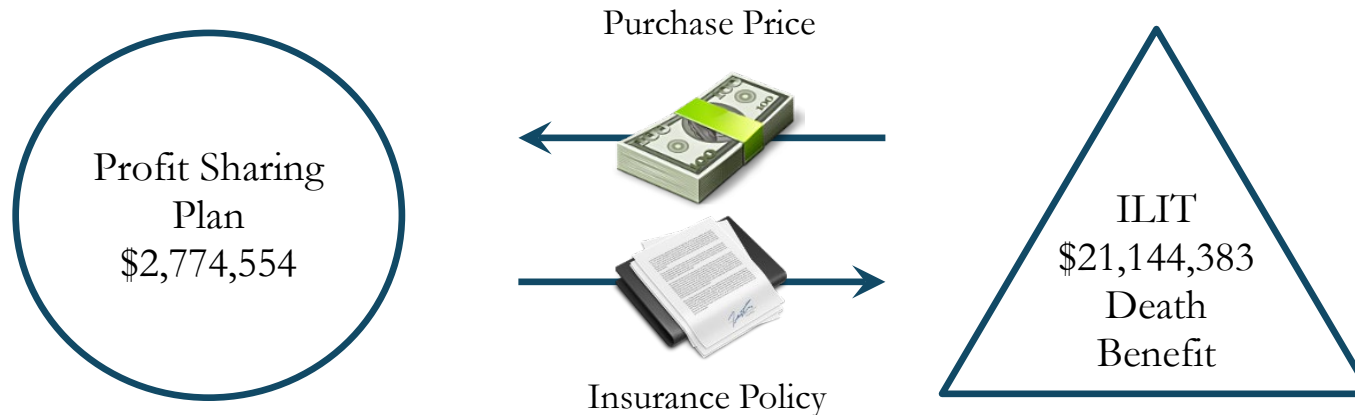 Purchase Price
Profit Sharing
Plan
$2,774,554
ILIT
$21,144,383
Death
Benefit
Insurance Policy